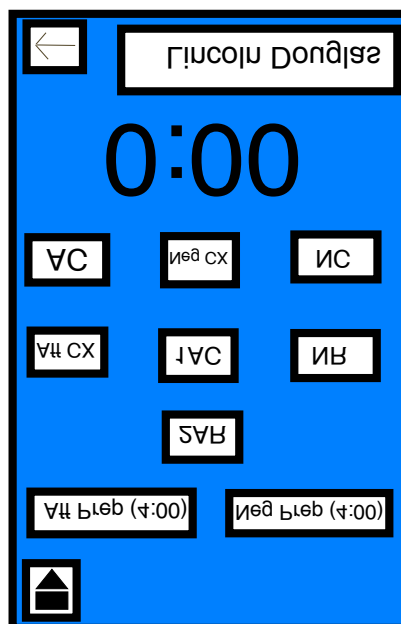 Lincoln Douglas
0:00
AC Neg CX NC
Aff CX 1AC NR
2AR
Aff Prep (4:00) Neg Prep (4:00)